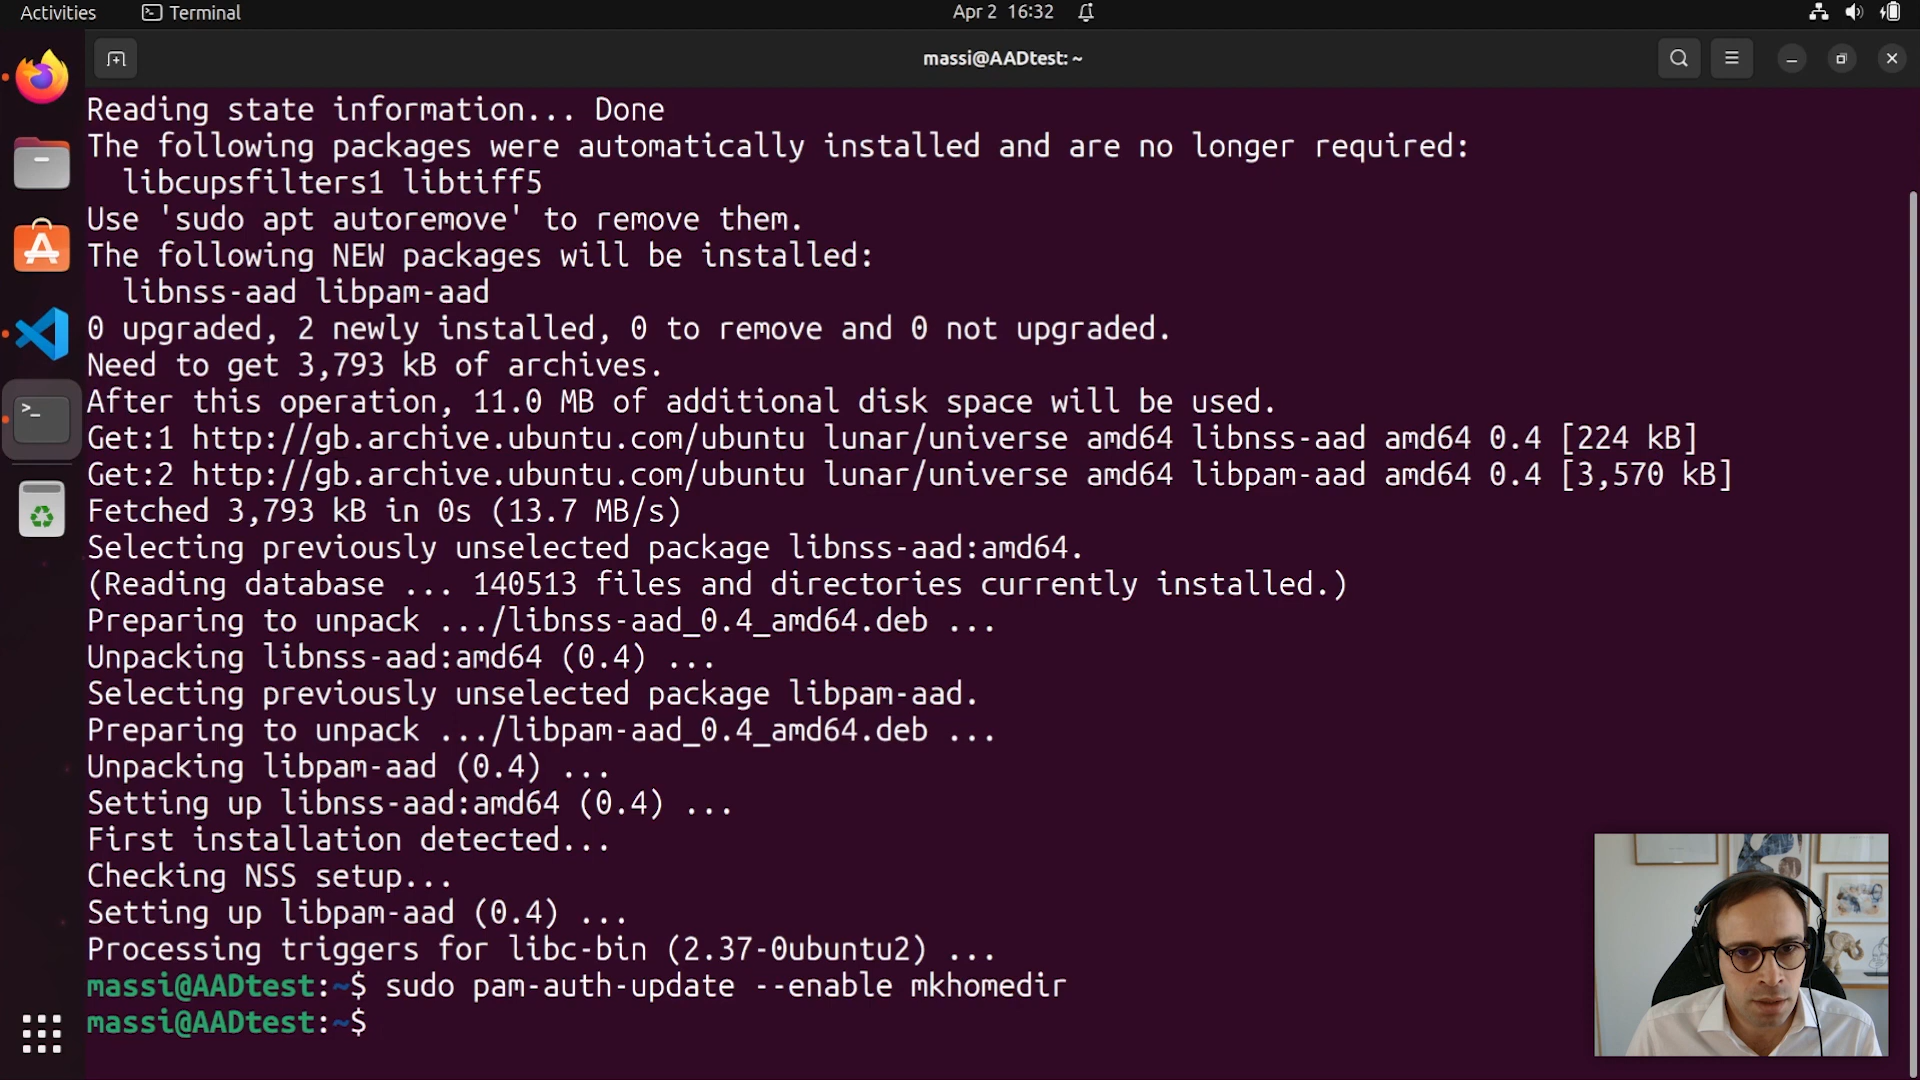 Activities
Terminal
Apr 2 16:32
massi@AADtest: ~
Reading state information... Done
The following packages were automatically installed and are no longer required:
libcupsfilters1 libtiff5
Use 'sudo apt autoremove' to remove them.
The following NEW packages will be installed:
libnss-aad libpam-aad
0 upgraded, 2 newly installed, 0 to remove and 0 not upgraded.
Need to get 3,793 kB of archives.
After this operation, 11.0 MB of additional disk space will be used.
Get:1 http://gb.archive.ubuntu.com/ubuntu lunar/universe amd64 libnss-aad amd64 0.4 [224 kB]
Get:2 http://gb.archive.ubuntu.com/ubuntu lunar/universe amd64 libpam-aad amd64 0.4 [3,570 kB]
Fetched 3,793 kB in 0s (13.7 MB/s)
Selecting previously unselected package libnss-aad:amd64.
(Reading database ... 140513 files and directories currently installed.)
Preparing to unpack .../libnss-aad_0.4_amd64.deb ...
Unpacking libnss-aad:amd64 (0.4) ...
Selecting previously unselected package libpam-aad.
Preparing to unpack .../libpam-aad_0.4_amd64.deb ...
Unpacking libpam-aad (0.4) ...
Setting up libnss-aad:amd64 (0.4) ...
First installation detected...
Checking NSS setup...
Setting up libpam-aad (0.4) ...
Processing triggers for libc-bin (2.37-0ubuntu2) ...
massi@AADtest:~$ sudo pam-auth-update --enable mkhomedir
massi@AADtest:~$